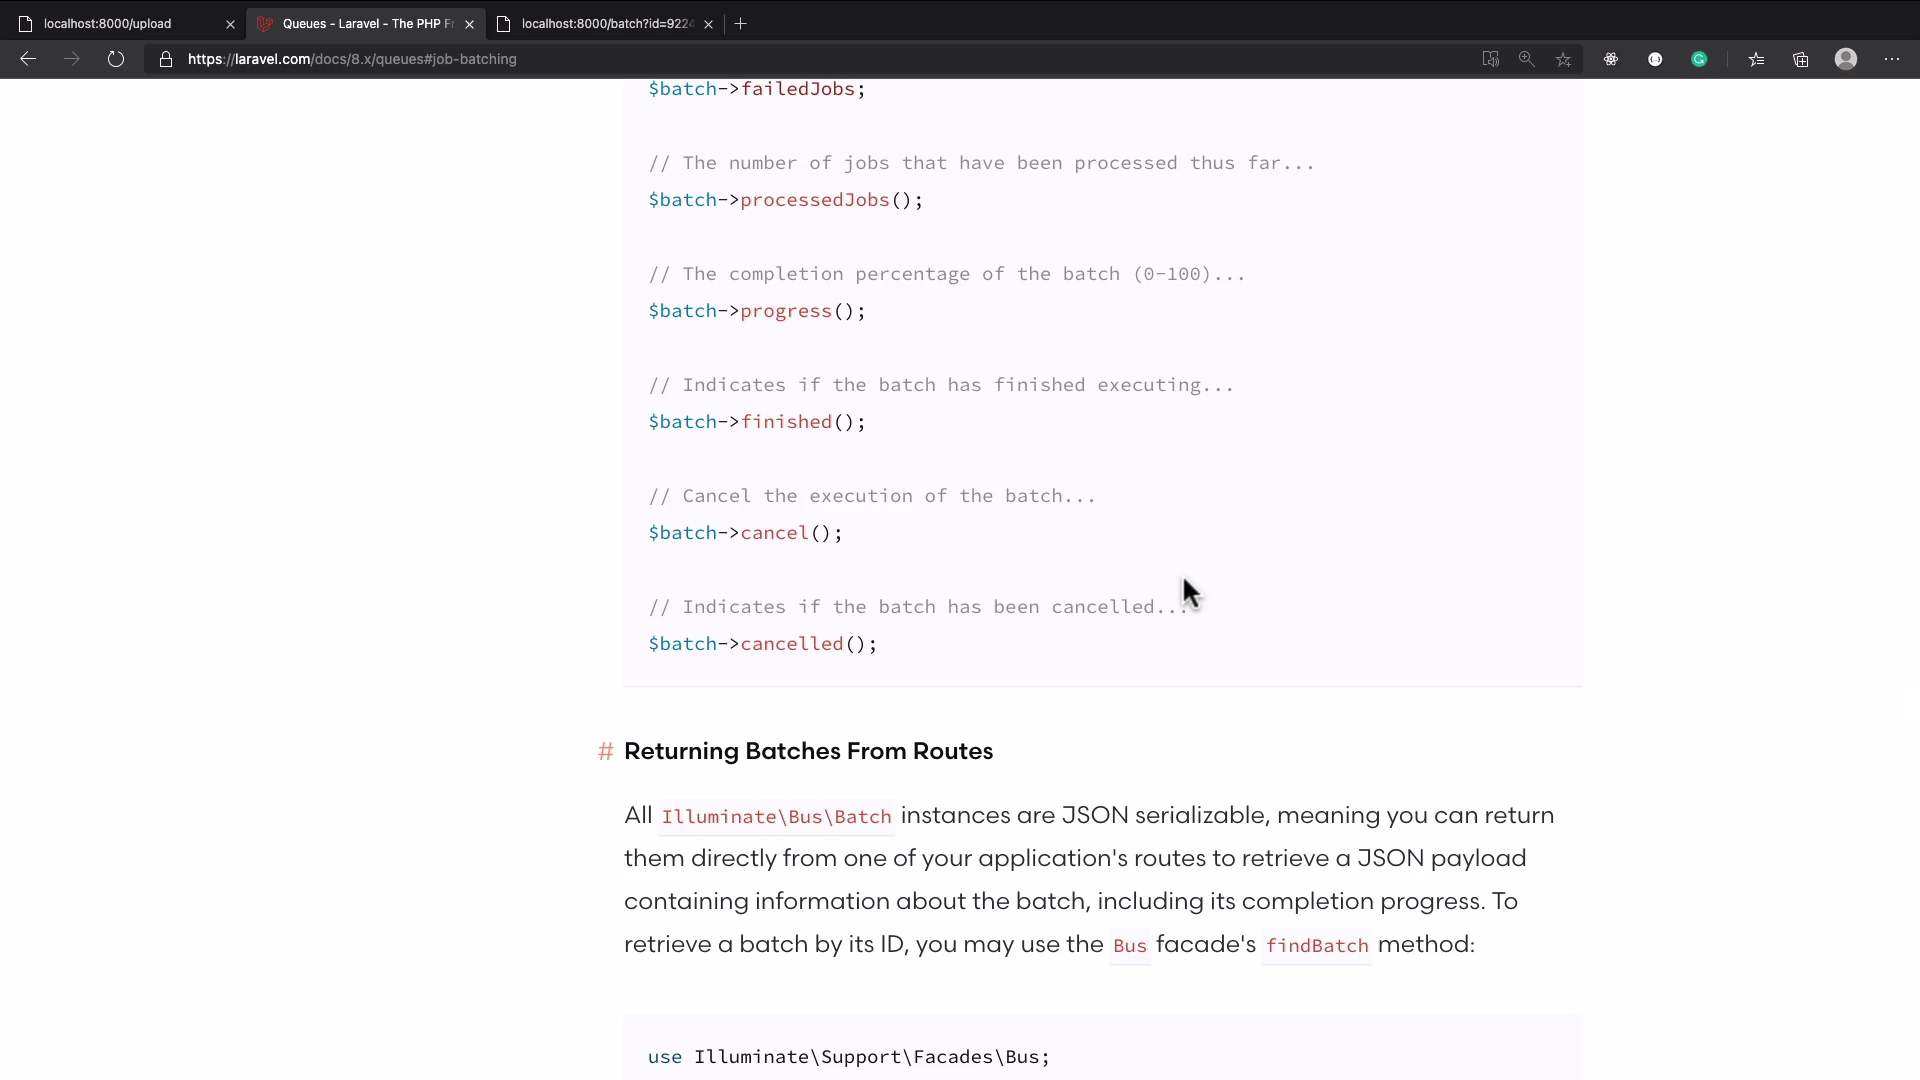 localhost:8000/upload
Queues - Laravel - The PHP Fr
localhost:8000/batch?id=9224
https://laravel.com/docs/8.x/queues#job-batching
$batch->failedJobs;
// The number of jobs that have been processed thus far...
$batch->processedJobs();
// The completion percentage of the batch (0-100)...
$batch->progress();
// Indicates if the batch has finished executing...
$batch->finished();
// Cancel the execution of the batch...
$batch->cancel();
// Indicates if the batch has been cancelled...
$batch->cancelled();
# Returning Batches From Routes
All Illuminate\Bus\Batch instances are JSON serializable, meaning you can return
them directly from one of your application's routes to retrieve a JSON payload
containing information about the batch, including its completion progress. To
retrieve a batch by its ID, you may use the Bus facade's findBatch method:
use Illuminate\Support\Facades\Bus;